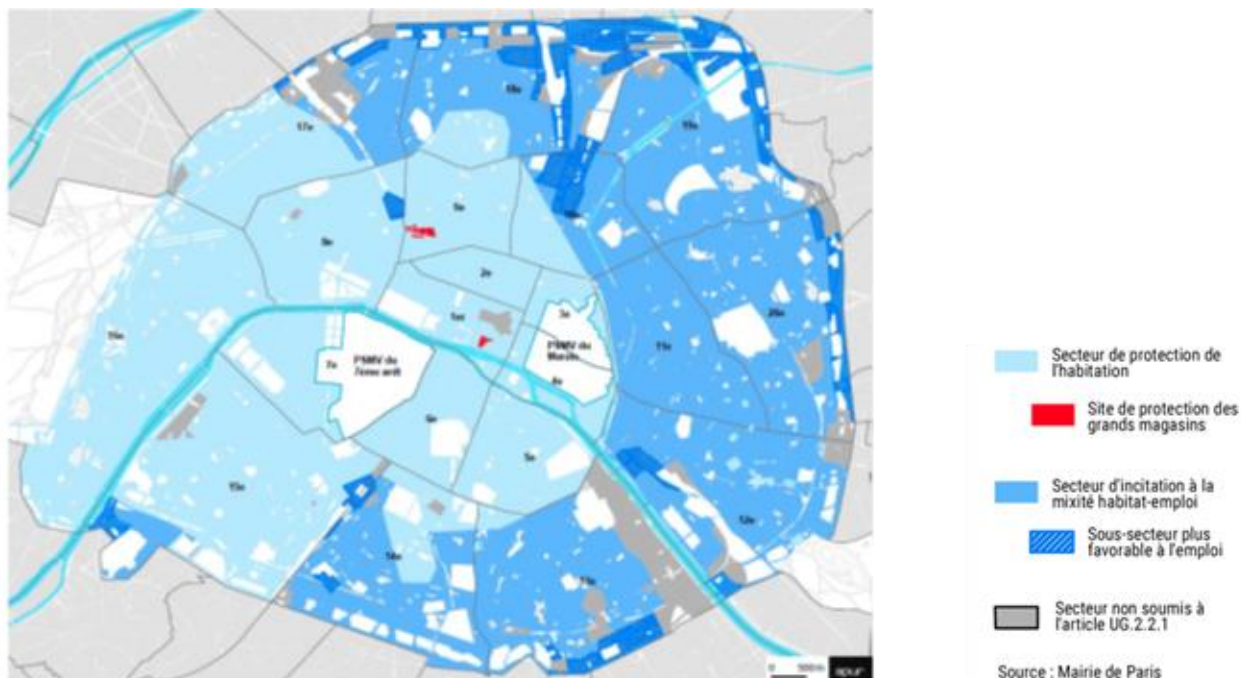 18e
17e
19e
9e
8e
2e
1er
3e
20e
11e
7e
PSMV du
7ème arrt
PSMV du
Marais
4e
6e
5e
15e
14e
12e
13e
0
500m
apur
Secteur de protection de
l'habitation
Site de protection des
grands magasins
Secteur d'incitation à la
mixité habitat-emploi
Sous-secteur plus
favorable à l'emploi
Secteur non soumis à
l'article UG.2.2.1
Source : Mairie de Paris